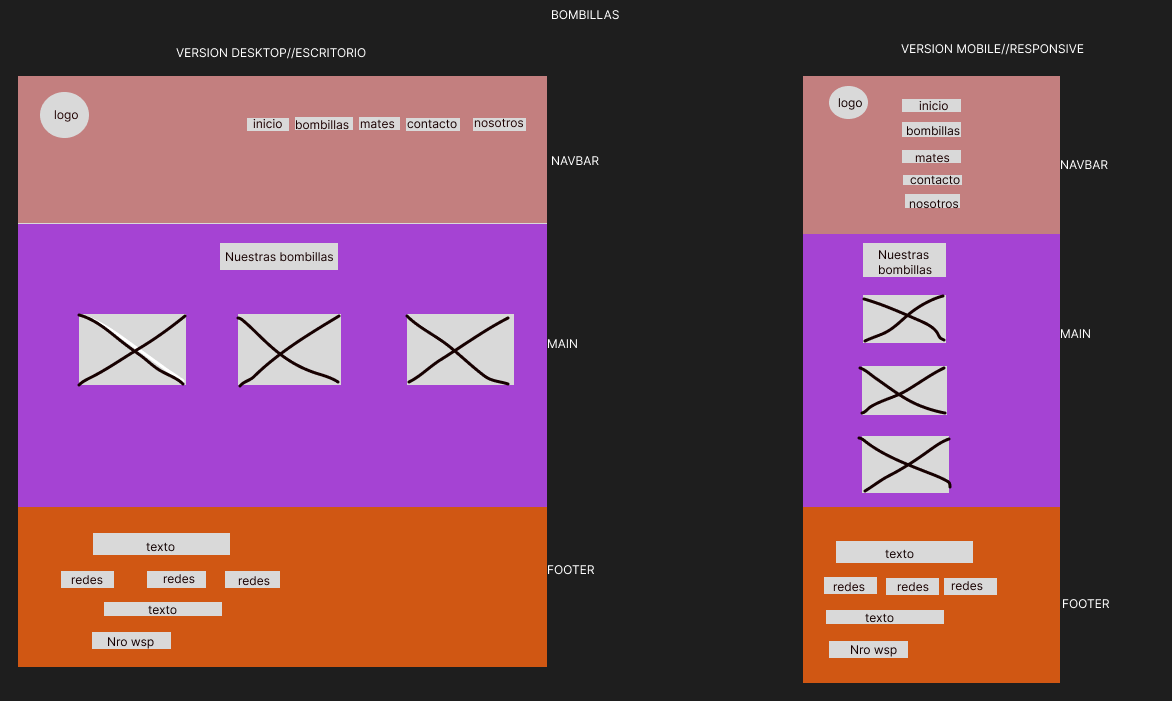 BOMBILLAS
VERSION DESKTOP//ESCRITORIO
logo
inicio
bombillas
mates
contacto
nosotros
NAVBAR
Nuestras bombillas
MAIN
texto
redes
redes
redes
texto
Nro wsp
FOOTER
VERSION MOBILE//RESPONSIVE
logo
inicio
bombillas
mates
contacto
nosotros
NAVBAR
Nuestras
bombillas
MAIN
texto
redes
redes
redes
texto
Nro wsp
FOOTER